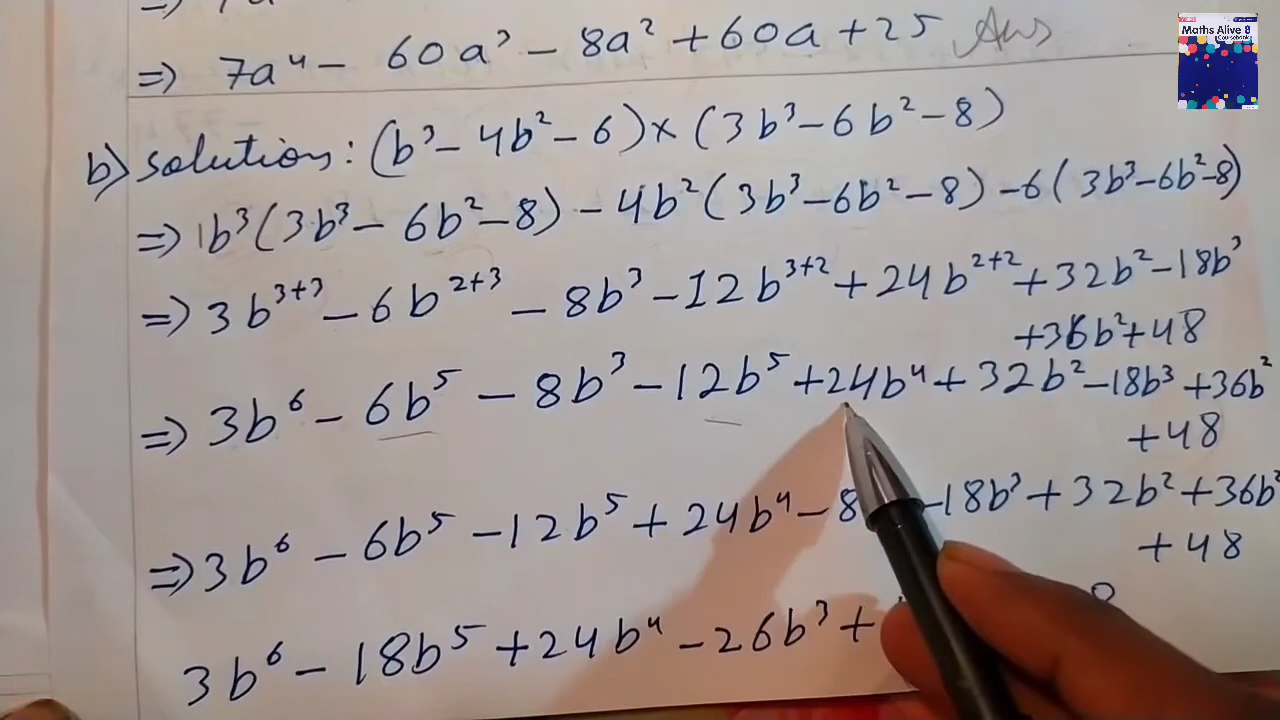 Maths Alive 8
Coursebook
⇒ 7a⁴ - 60a³ - 8a² + 60a + 25 Ans
b) Solution: (b³ - 4b² - 6) × (3b³ - 6b² - 8)
⇒ 1b³(3b³ - 6b² - 8) - 4b²(3b³ - 6b² - 8) - 6(3b³ - 6b² - 8)
⇒ 3b³⁺³ - 6b²⁺³ - 8b³ - 12b³⁺² + 24b²⁺² + 32b² - 18b³
+ 36b² + 48
⇒ 3b⁶ - 6b⁵ - 8b³ - 12b⁵ + 24b⁴ + 32b² - 18b³ + 36b²
+ 48
⇒ 3b⁶ - 6b⁵ - 12b⁵ + 24b⁴ - 8 - 18b³ + 32b² + 36b²
+ 48
3b⁶ - 18b⁵ + 24b⁴ - 26b³ +